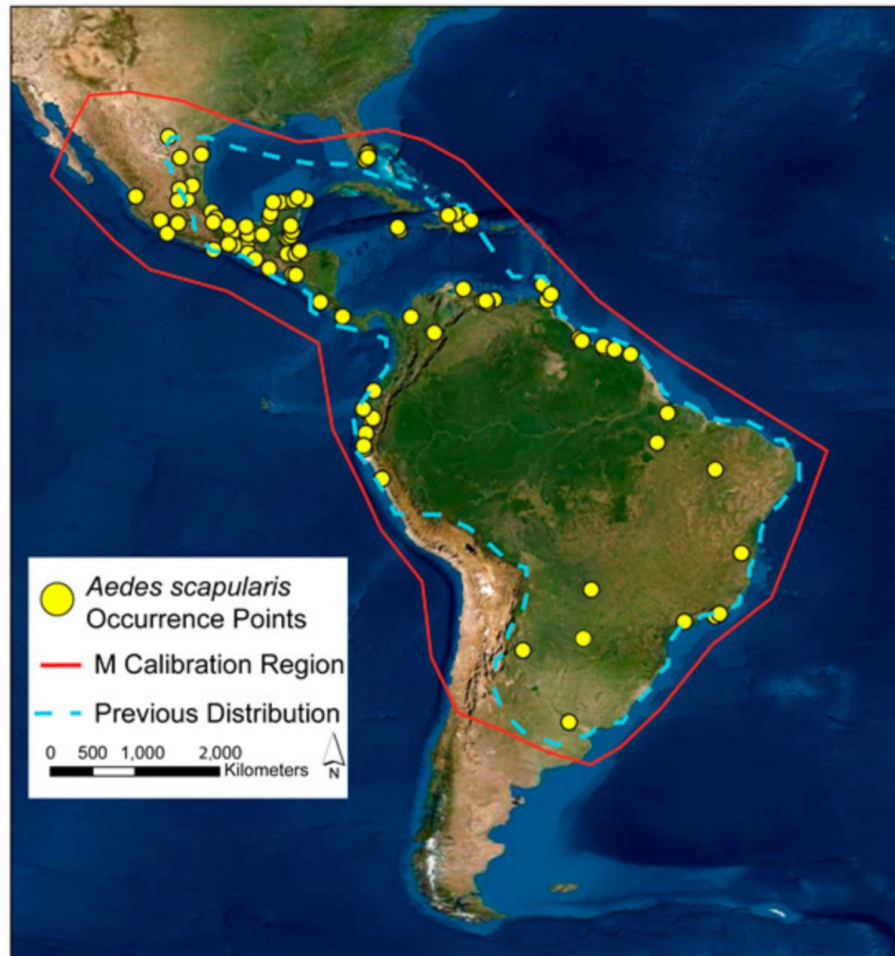 Aedes scapularis
Occurrence Points
M Calibration Region
Previous Distribution
0 500 1,000 2,000
Kilometers
N